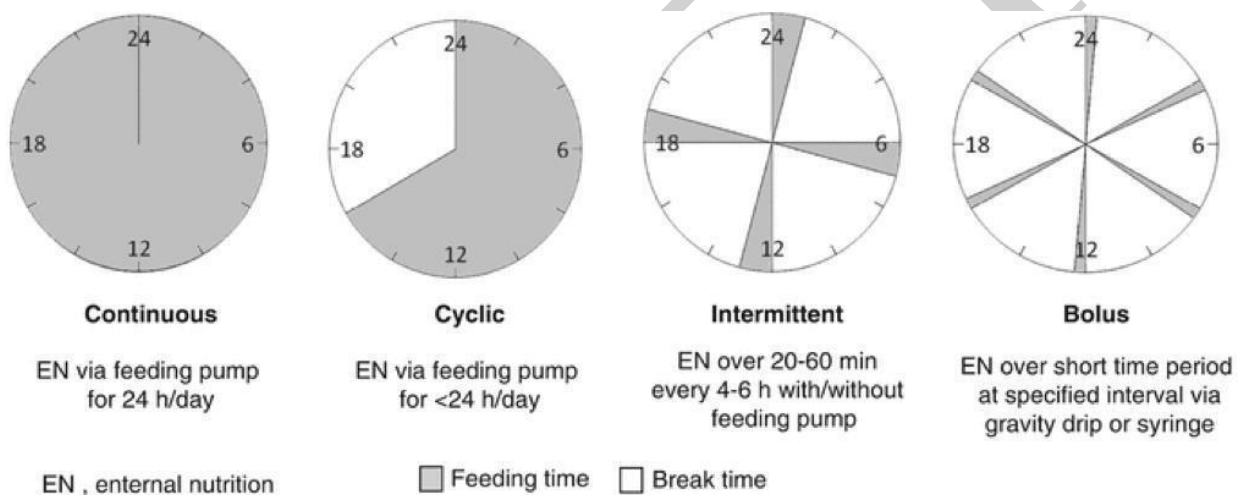 24
6
12
18
24
6
12
18
24
6
12
18
24
6
12
18
Continuous
EN via feeding pump
for 24 h/day
Cyclic
EN via feeding pump
for <24 h/day
Intermittent
EN over 20-60 min
every 4-6 h with/without
feeding pump
Bolus
EN over short time period
at specified interval via
gravity drip or syringe
EN , enternal nutrition
Feeding time
Break time